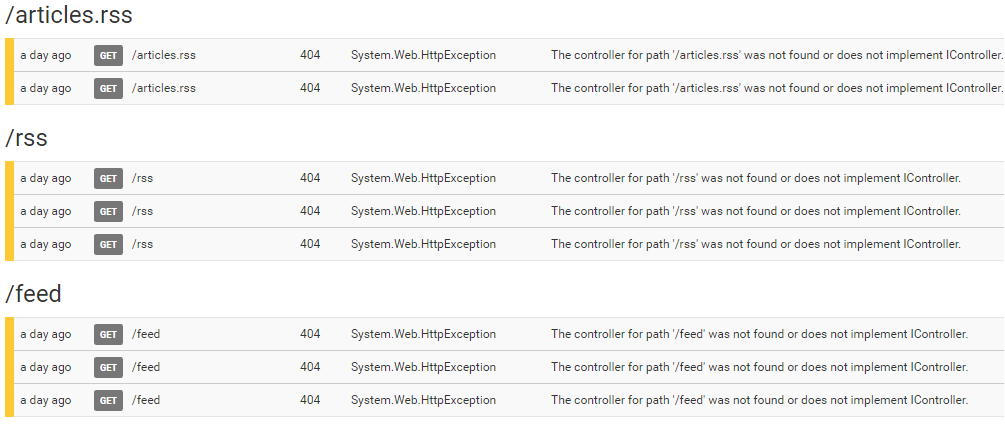 /articles.rss
a day ago GET /articles.rss 404 System.Web.HttpException The controller for path '/articles.rss' was not found or does not implement IController.
a day ago GET /articles.rss 404 System.Web.HttpException The controller for path '/articles.rss' was not found or does not implement IController.
/rss
a day ago GET /rss 404 System.Web.HttpException The controller for path '/rss' was not found or does not implement IController.
a day ago GET /rss 404 System.Web.HttpException The controller for path '/rss' was not found or does not implement IController.
a day ago GET /rss 404 System.Web.HttpException The controller for path '/rss' was not found or does not implement IController.
/feed
a day ago GET /feed 404 System.Web.HttpException The controller for path '/feed' was not found or does not implement IController.
a day ago GET /feed 404 System.Web.HttpException The controller for path '/feed' was not found or does not implement IController.
a day ago GET /feed 404 System.Web.HttpException The controller for path '/feed' was not found or does not implement IController.